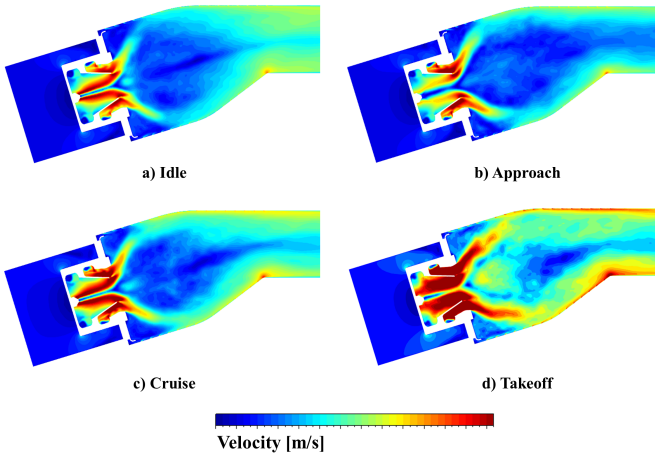 a) Idle
b) Approach
c) Cruise
d) Takeoff
Velocity [m/s]